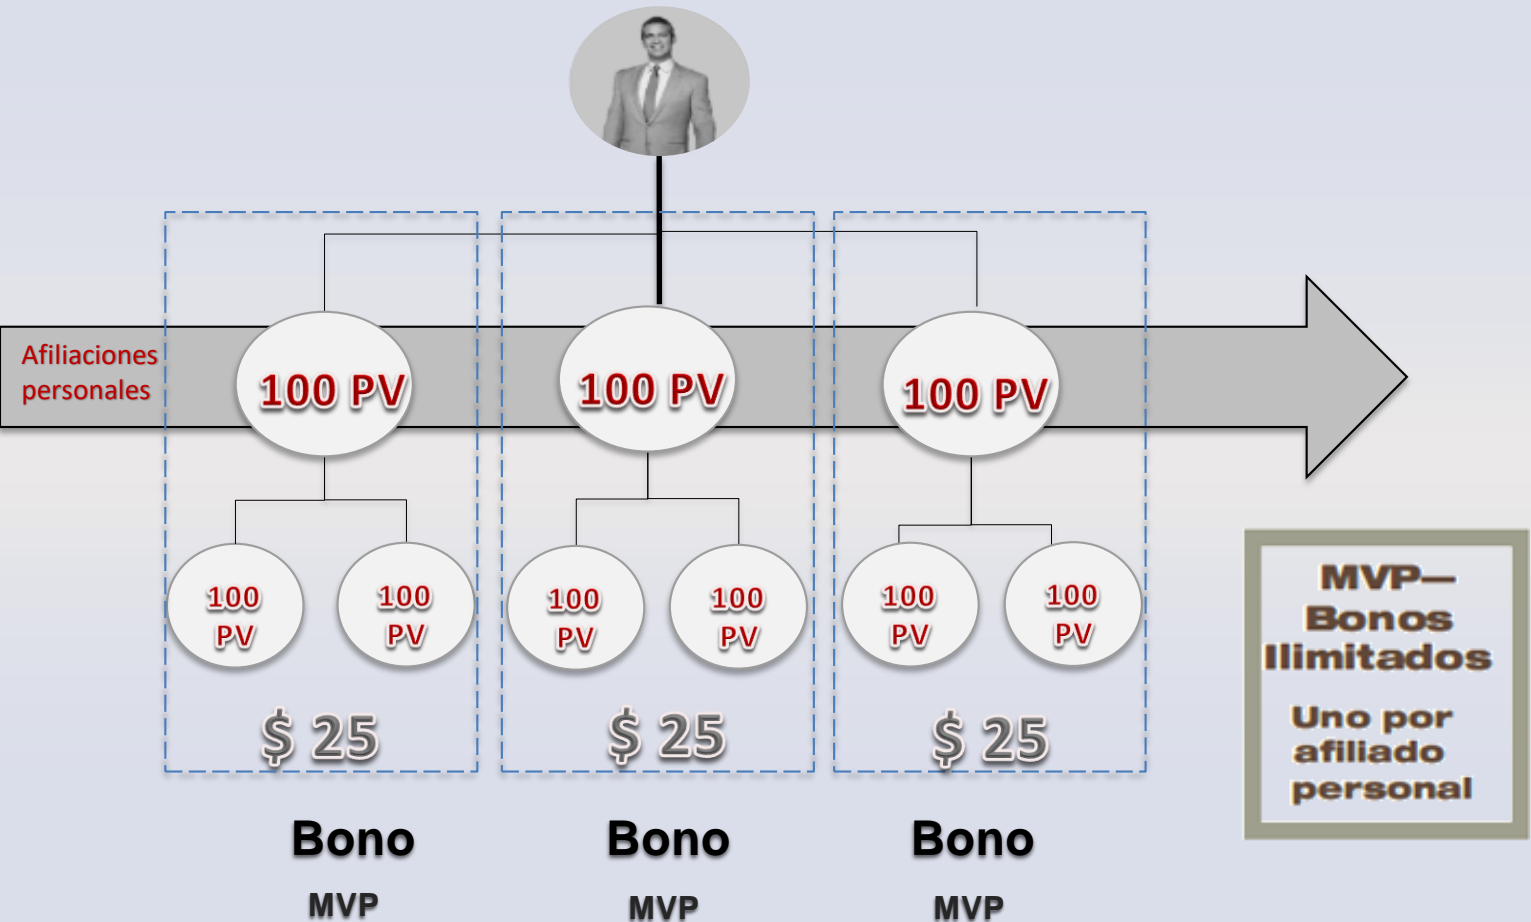 Afiliaciones
personales
100 PV
100 PV
100 PV
100
PV
100
PV
100
PV
100
PV
100
PV
100
PV
$ 25
$ 25
$ 25
Bono
MVP
Bono
MVP
Bono
MVP
MVP—
Bonos
Ilimitados
Uno por
afiliado
personal